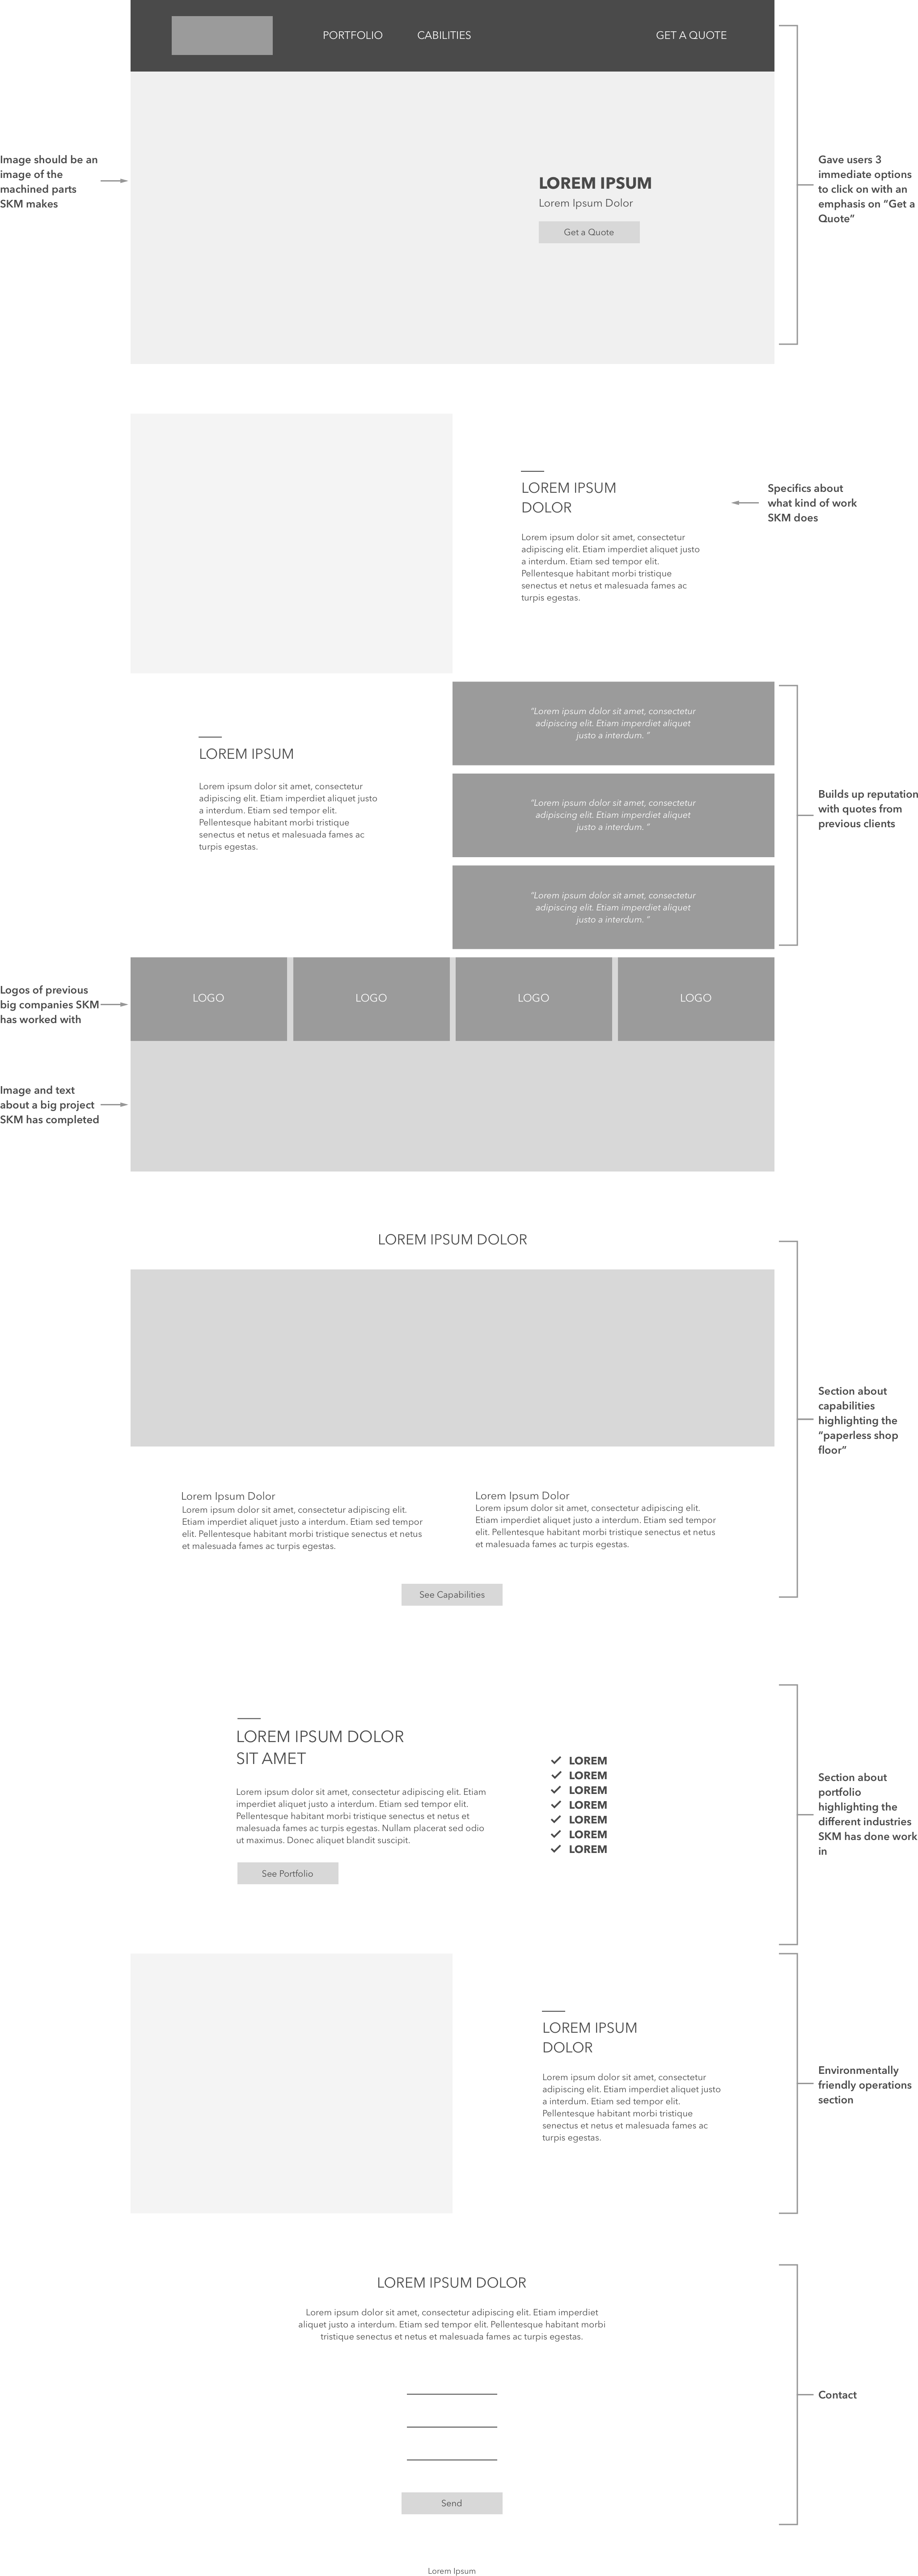 PORTFOLIO
CABILITIES
GET A QUOTE
Image should be an
image of the
machined parts
SKM makes
LOREM IPSUM
Lorem Ipsum Dolor
Get a Quote
Gave users 3
immediate options
to click on with an
emphasis on “Get a
Quote”
LOREM IPSUM
DOLOR
Lorem ipsum dolor sit amet, consectetur
adipiscing elit. Etiam imperdiet aliquet justo
a interdum. Etiam sed tempor elit.
Pellentesque habitant morbi tristique
senectus et netus et malesuada fames ac
turpis egestas.
Specifics about
what kind of work
SKM does
LOREM IPSUM
Lorem ipsum dolor sit amet, consectetur
adipiscing elit. Etiam imperdiet aliquet justo
a interdum. Etiam sed tempor elit.
Pellentesque habitant morbi tristique
senectus et netus et malesuada fames ac
turpis egestas.
“Lorem ipsum dolor sit amet, consectetur
adipiscing elit. Etiam imperdiet aliquet
justo a interdum. ”
“Lorem ipsum dolor sit amet, consectetur
adipiscing elit. Etiam imperdiet aliquet
justo a interdum. ”
“Lorem ipsum dolor sit amet, consectetur
adipiscing elit. Etiam imperdiet aliquet
justo a interdum. ”
Builds up reputation
with quotes from
previous clients
Logos of previous
big companies SKM
has worked with
LOGO
LOGO
LOGO
LOGO
Image and text
about a big project
SKM has completed
LOREM IPSUM DOLOR
Section about
capabilities
highlighting the
“paperless shop
floor”
Lorem Ipsum Dolor
Lorem ipsum dolor sit amet, consectetur adipiscing elit.
Etiam imperdiet aliquet justo a interdum. Etiam sed tempor
elit. Pellentesque habitant morbi tristique senectus et netus
et malesuada fames ac turpis egestas.
Lorem Ipsum Dolor
Lorem ipsum dolor sit amet, consectetur adipiscing elit.
Etiam imperdiet aliquet justo a interdum. Etiam sed tempor
elit. Pellentesque habitant morbi tristique senectus et netus
et malesuada fames ac turpis egestas.
See Capabilities
LOREM IPSUM DOLOR
SIT AMET
Lorem ipsum dolor sit amet, consectetur adipiscing elit. Etiam
imperdiet aliquet justo a interdum. Etiam sed tempor elit.
Pellentesque habitant morbi tristique senectus et netus et
malesuada fames ac turpis egestas. Nullam placerat sed odio
ut maximus. Donec aliquet blandit suscipit.
See Portfolio
LOREM
LOREM
LOREM
LOREM
LOREM
LOREM
LOREM
Section about
portfolio
highlighting the
different industries
SKM has done work
in
LOREM IPSUM
DOLOR
Lorem ipsum dolor sit amet, consectetur
adipiscing elit. Etiam imperdiet aliquet justo
a interdum. Etiam sed tempor elit.
Pellentesque habitant morbi tristique
senectus et netus et malesuada fames ac
turpis egestas.
Environmentally
friendly operations
section
LOREM IPSUM DOLOR
Lorem ipsum dolor sit amet, consectetur adipiscing elit. Etiam imperdiet
aliquet justo a interdum. Etiam sed tempor elit. Pellentesque habitant morbi
tristique senectus et netus et malesuada fames ac turpis egestas.
Contact
Send
Lorem Ipsum